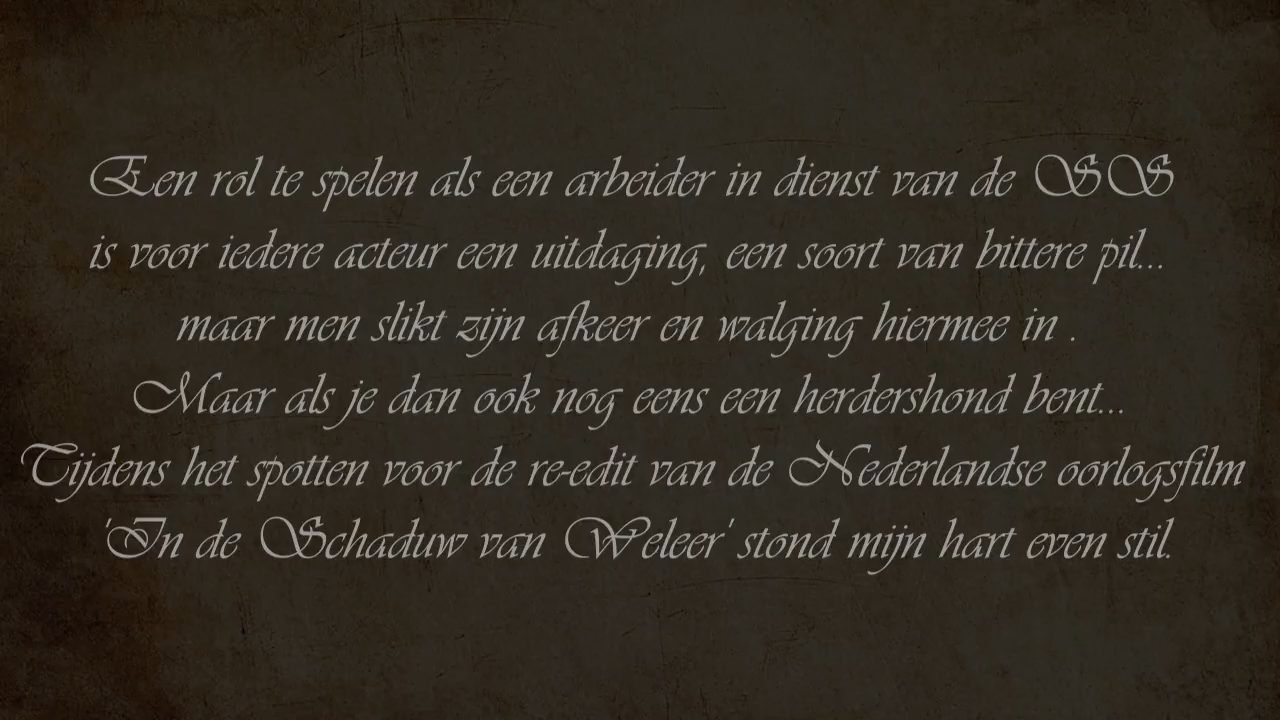 Een rol te spelen als een arbeider in dienst van de SS
is voor iedere acteur een uitdaging, een soort van bittere pil...
maar men slikt zijn afkeer en walging hiermee in .
Maar als je dan ook nog eens een herdershond bent...
Tijdens het spotten voor de re-edit van de Nederlandse oorlogsfilm
'In de Schaduw van Weleer' stond mijn hart even stil.